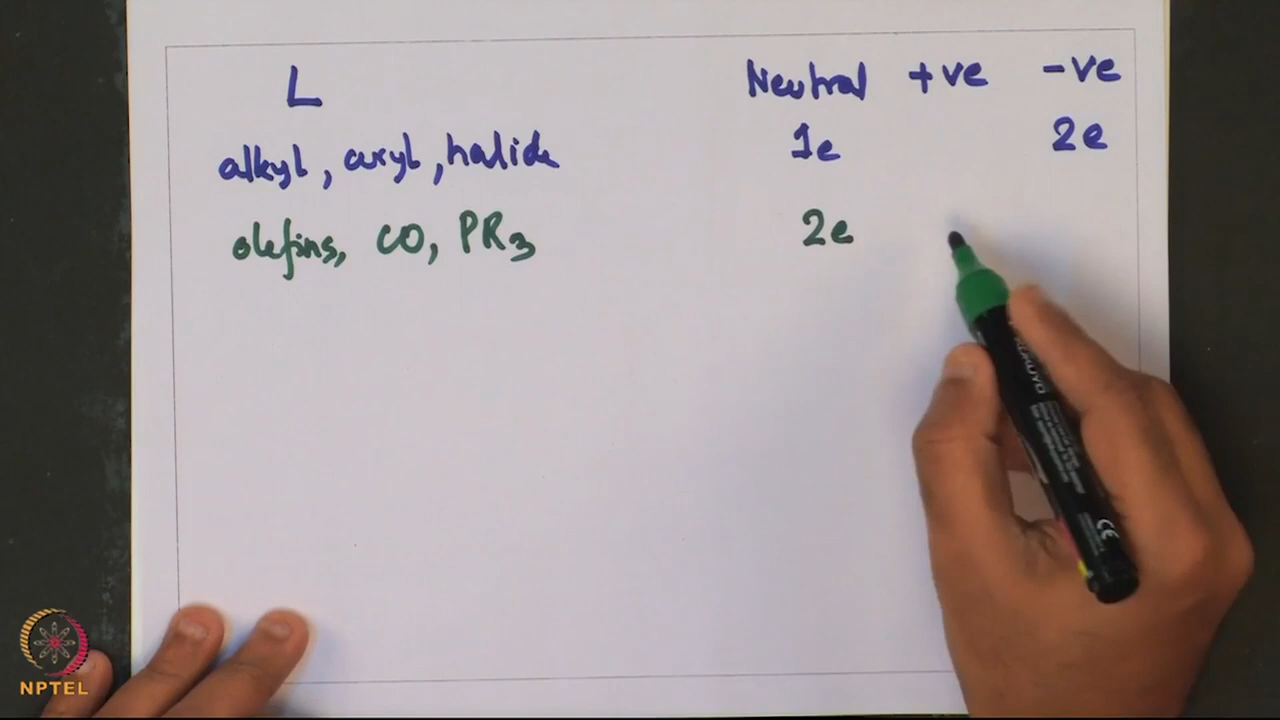 L Neutral +ve -ve
alkyl, aryl, halide 1e 2e
olefins, CO, PR3 2e
NPTEL